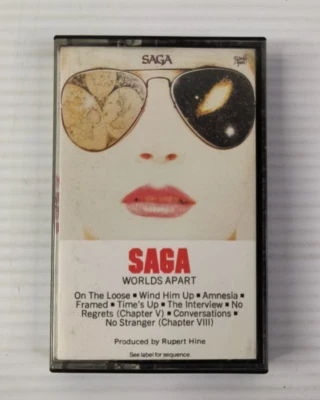 SAGA
SAGA
WORLDS APART
On The Loose ▪ Wind Him Up ▪ Amnesia ▪
Framed ▪ Time's Up ▪ The Interview ▪ No
Regrets (Chapter V) ▪ Conversations ▪
No Stranger (Chapter VIII)
Produced by Rupert Hine
See label for sequence